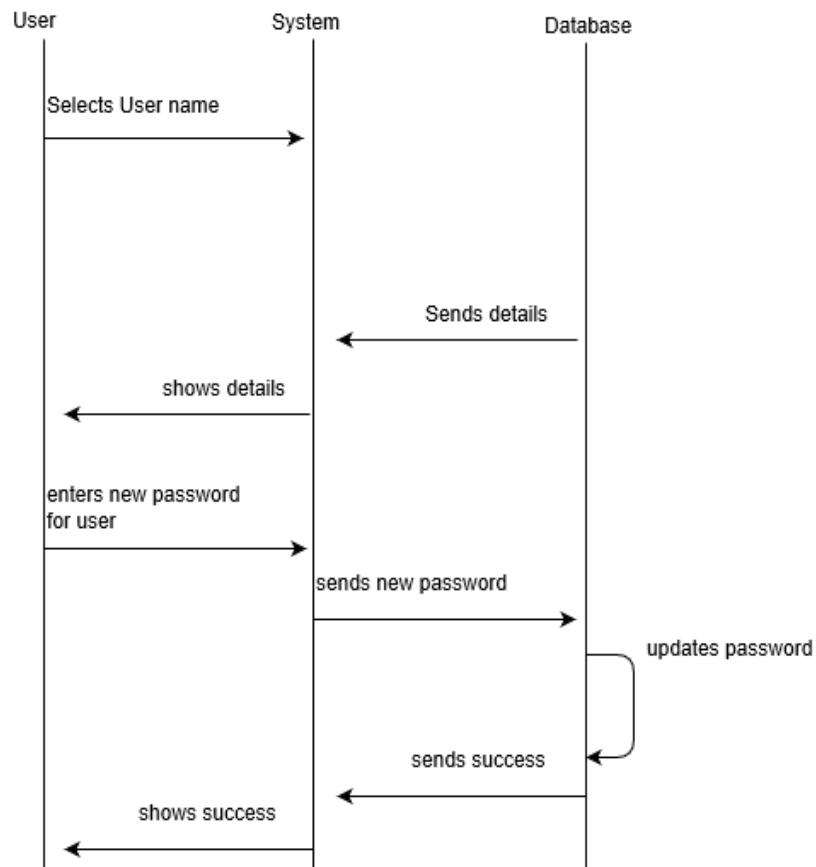 User
System
Database
Selects User name
Sends details
shows details
enters new password
for user
sends new password
updates password
sends success
shows success